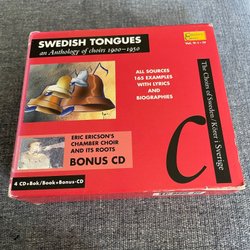 SWEDISH TONGUES
an Anthology of choirs 1900–1950
ALL SOURCES
165 EXAMPLES
WITH LYRICS
AND
BIOGRAPHIES
ERIC ERICSON'S
CHAMBER CHOIR
AND ITS ROOTS
BONUS CD
4 CD+Bok/Book+Bonus-CD
The Choirs of Sweden/Körer i Sverige
C